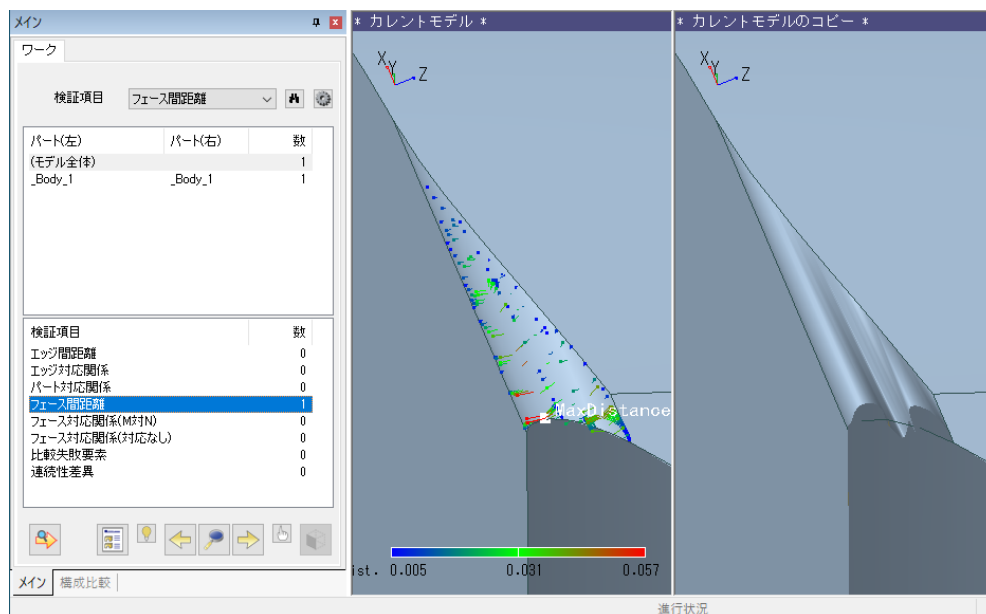 メイン
ワーク
検証項目 フェース間距離
パート(左) パート(右) 数
(モデル全体) 1
_Body_1 _Body_1 1
検証項目 数
エッジ間距離 0
エッジ対応関係 0
パート対応関係 0
フェース間距離 1
フェース対応関係(M対N) 0
フェース対応関係(対応なし) 0
比較失敗要素 0
連続性差異 0
メイン 構成比較
* カレントモデル *
X
Y
Z
MaxDistance
ist. 0.005 0.031 0.057
* カレントモデルのコピー *
X
Y
Z
進行状況